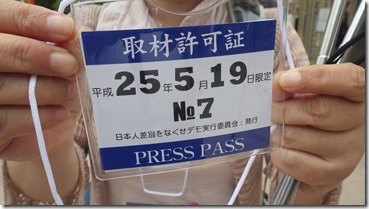 取材許可証
平成25年5月19日限定
№7
日本人差別をなくせデモ実行委員会：発行
PRESS PASS